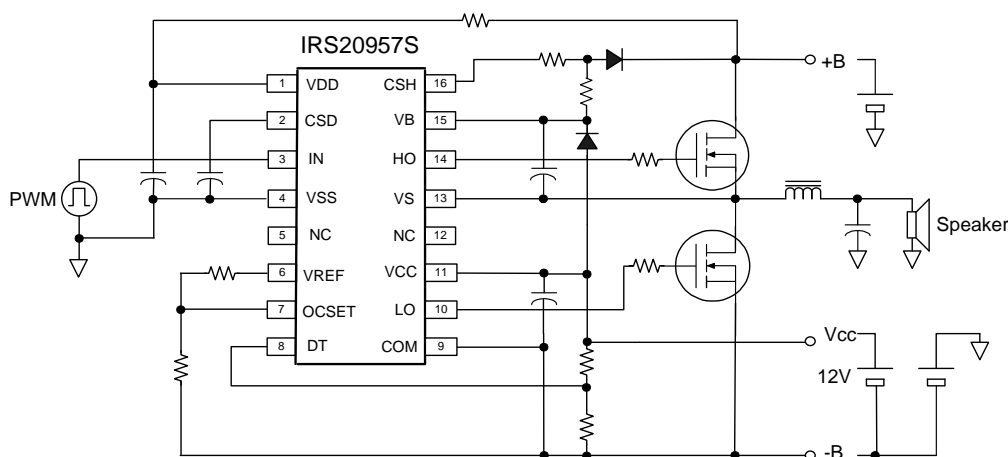 IRS20957S
1 VDD CSH 16
2 CSD VB 15
3 IN HO 14
4 VSS VS 13
5 NC NC 12
6 VREF VCC 11
7 OCSET LO 10
8 DT COM 9
PWM
+B
Speaker
Vcc
12V
-B